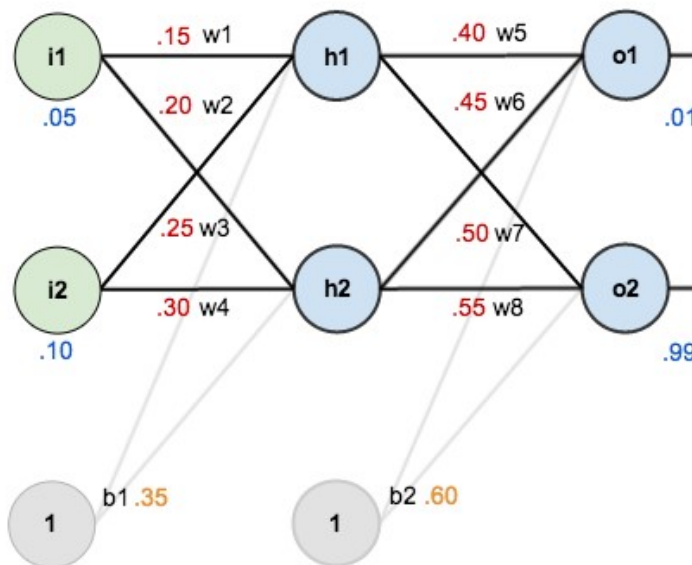 i1
.15 w1
h1
.40 w5
o1
.05
.20 w2
.45 w6
.01
.25 w3
.50 w7
i2
.30 w4
h2
.55 w8
o2
.10
.99
1
b1 .35
1
b2 .60